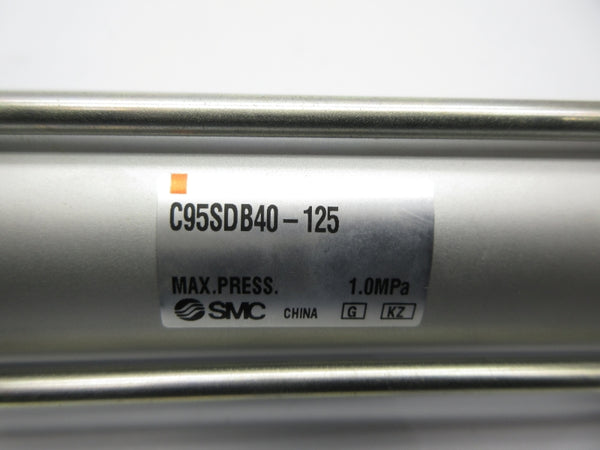 C95SDB40-125
MAX.PRESS. 1.0MPa
SMC CHINA G KZ